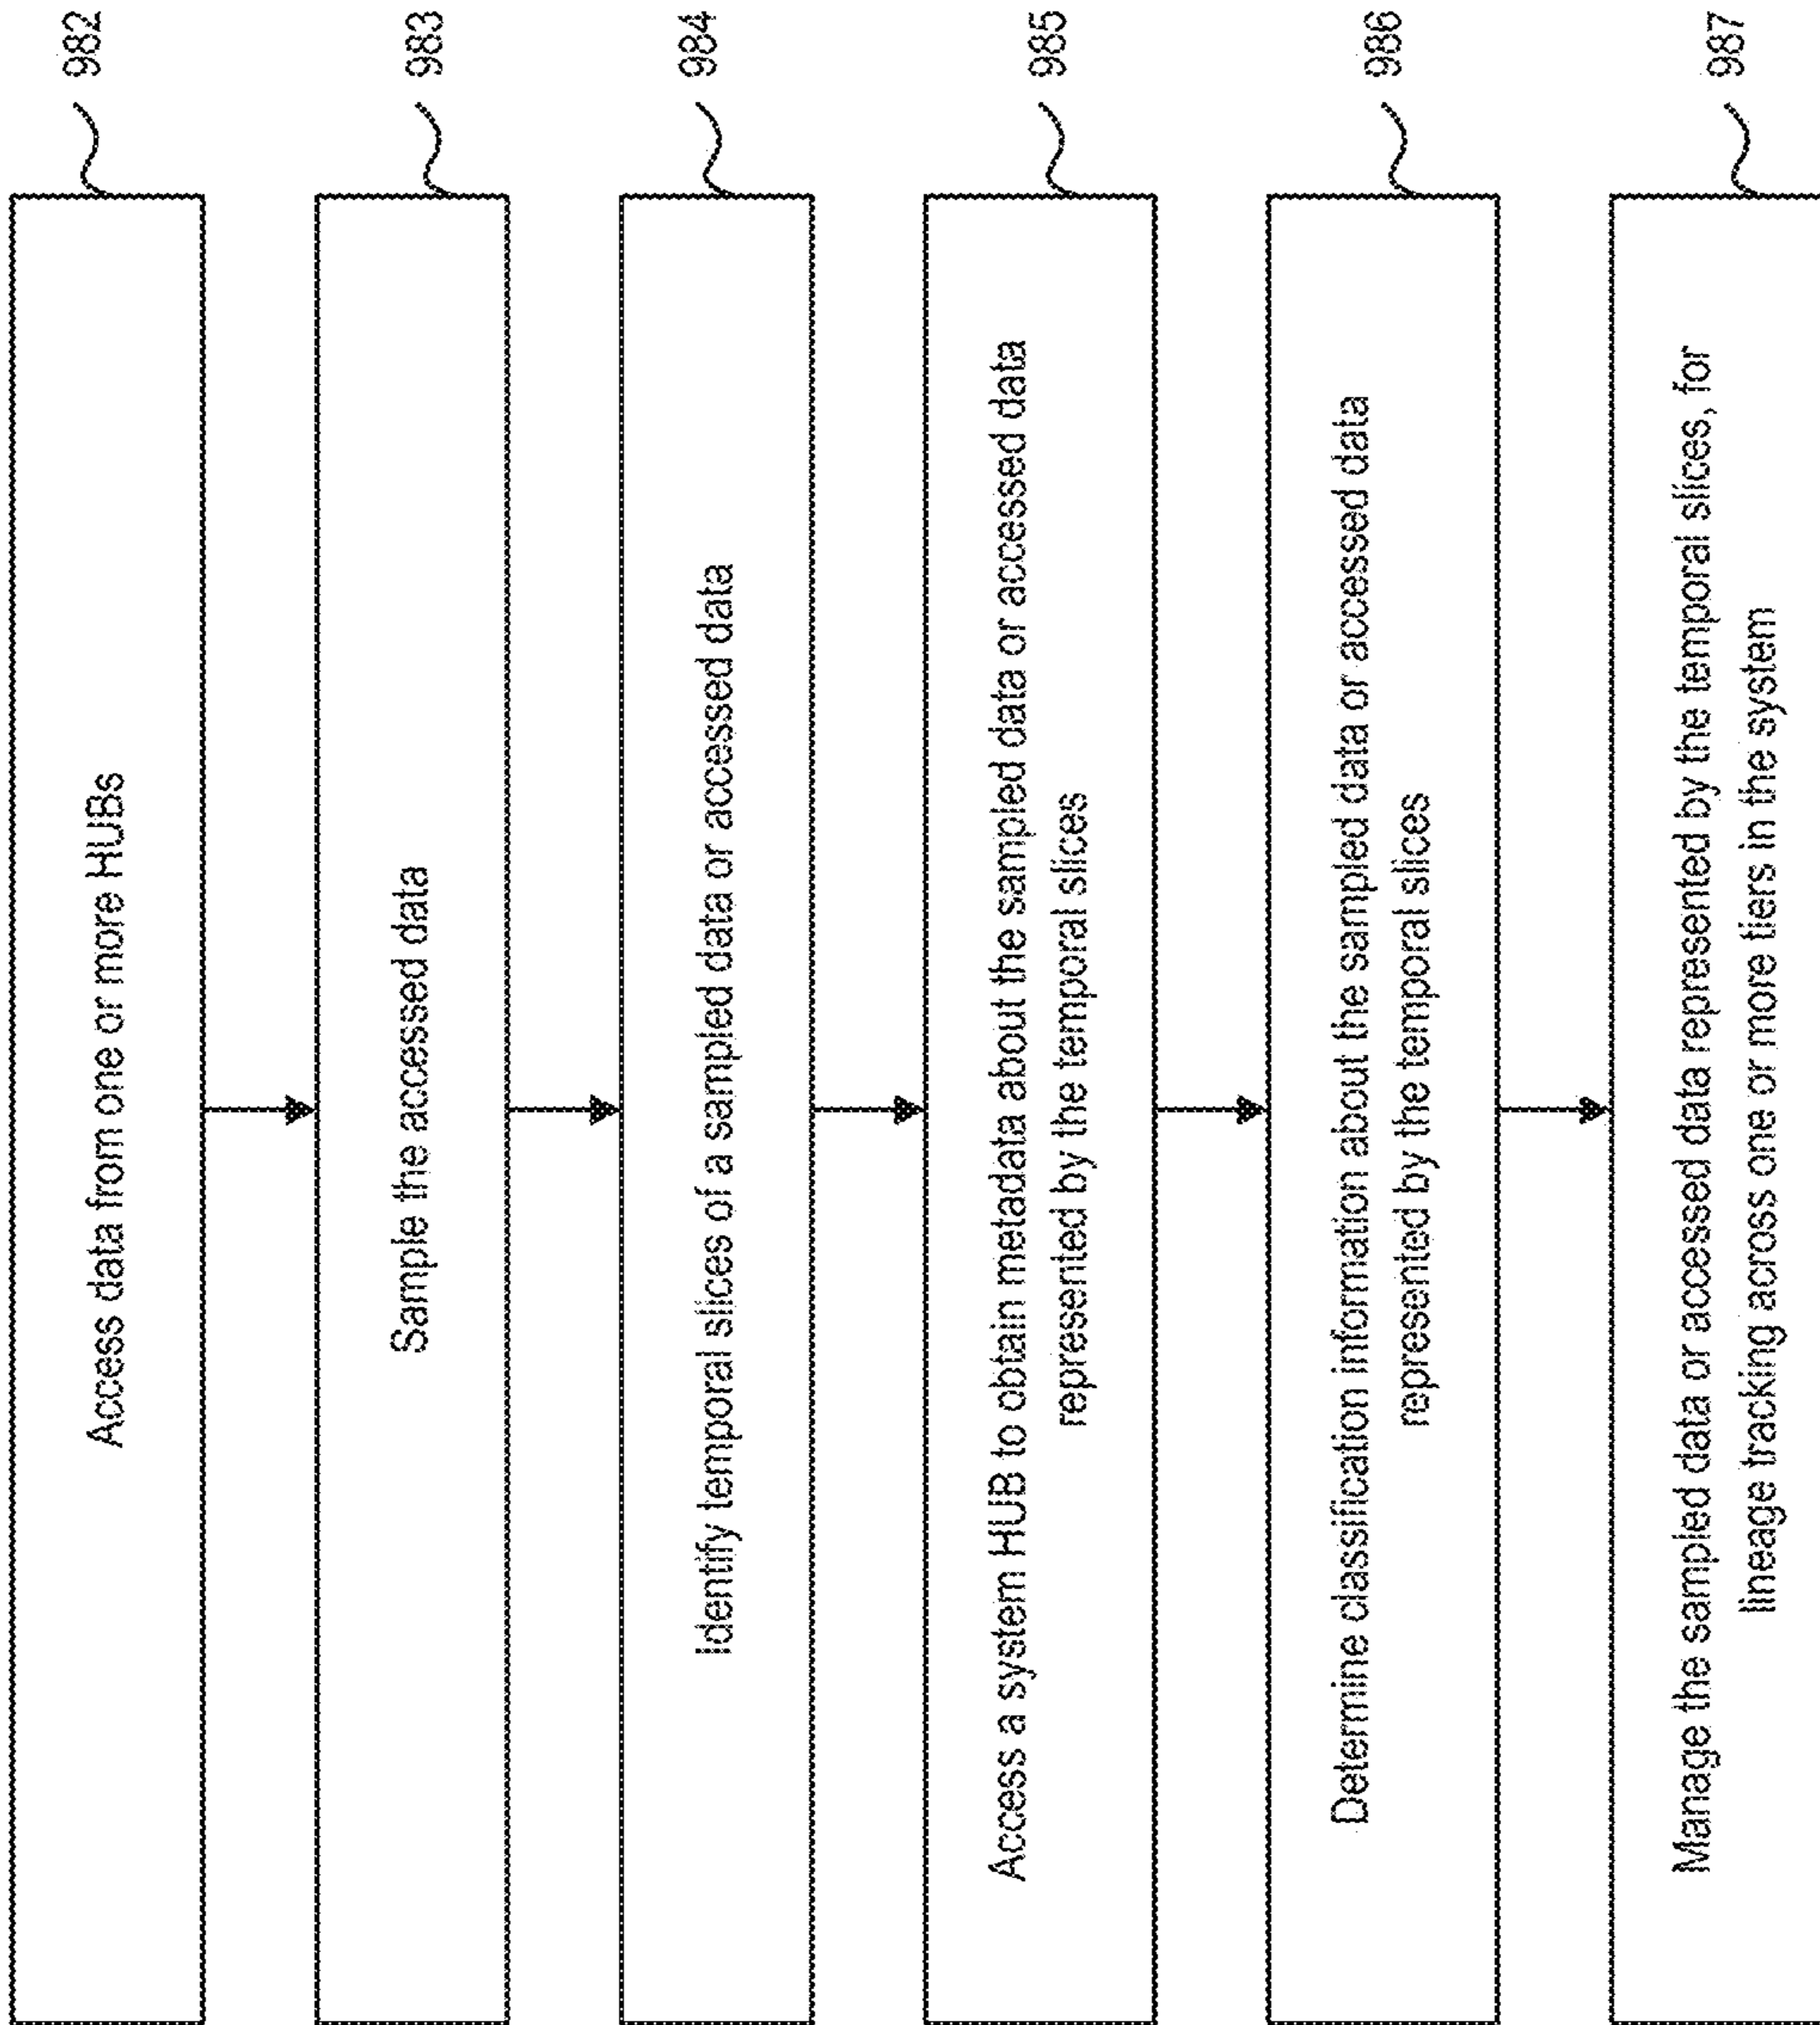 Access data from one or more HUBs
982
Sample the accessed data
983
Identify temporal slices of a sampled data or accessed data
984
Access a system HUB to obtain metadata about the sampled data or accessed data
represented by the temporal slices
985
Determine classification information about the sampled data or accessed data
represented by the temporal slices
986
Manage the sampled data or accessed data represented by the temporal slices, for
lineage tracking across one or more tiers in the system
987